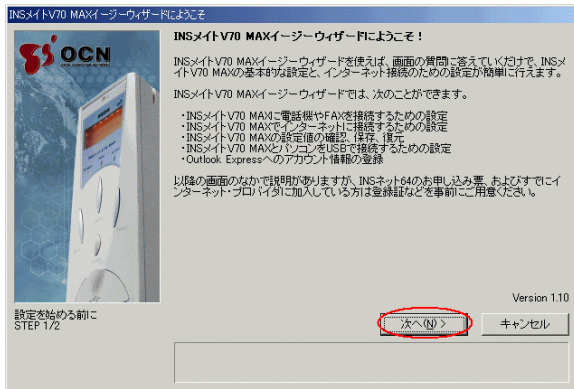 INSメイトV70 MAXイージーウィザードにようこそ
OCN
INSメイトV70 MAXイージーウィザードにようこそ！
INSメイトV70 MAXイージーウィザードを使えば、画面の質問に答えていくだけで、INSメ
イトV70 MAXの基本的な設定と、インターネット接続のための設定が簡単に行えます。
INSメイトV70 MAXイージーウィザードでは、次のことができます。
・INSメイトV70 MAXに電話機やFAXを接続するための設定
・INSメイトV70 MAXでインターネットに接続するための設定
・INSメイトV70 MAXの設定値の確認、保存、復元
・INSメイトV70 MAXとパソコンをUSBで接続するための設定
・Outlook Expressへのアカウント情報の登録
以降の画面のなかで説明がありますが、INSネット64のお申し込み票、およびすでにイ
ンターネット・プロバイダに加入している方は登録証などを事前にご用意ください。
Version 1.10
設定を始める前に
STEP 1/2
次へ(N) >
キャンセル